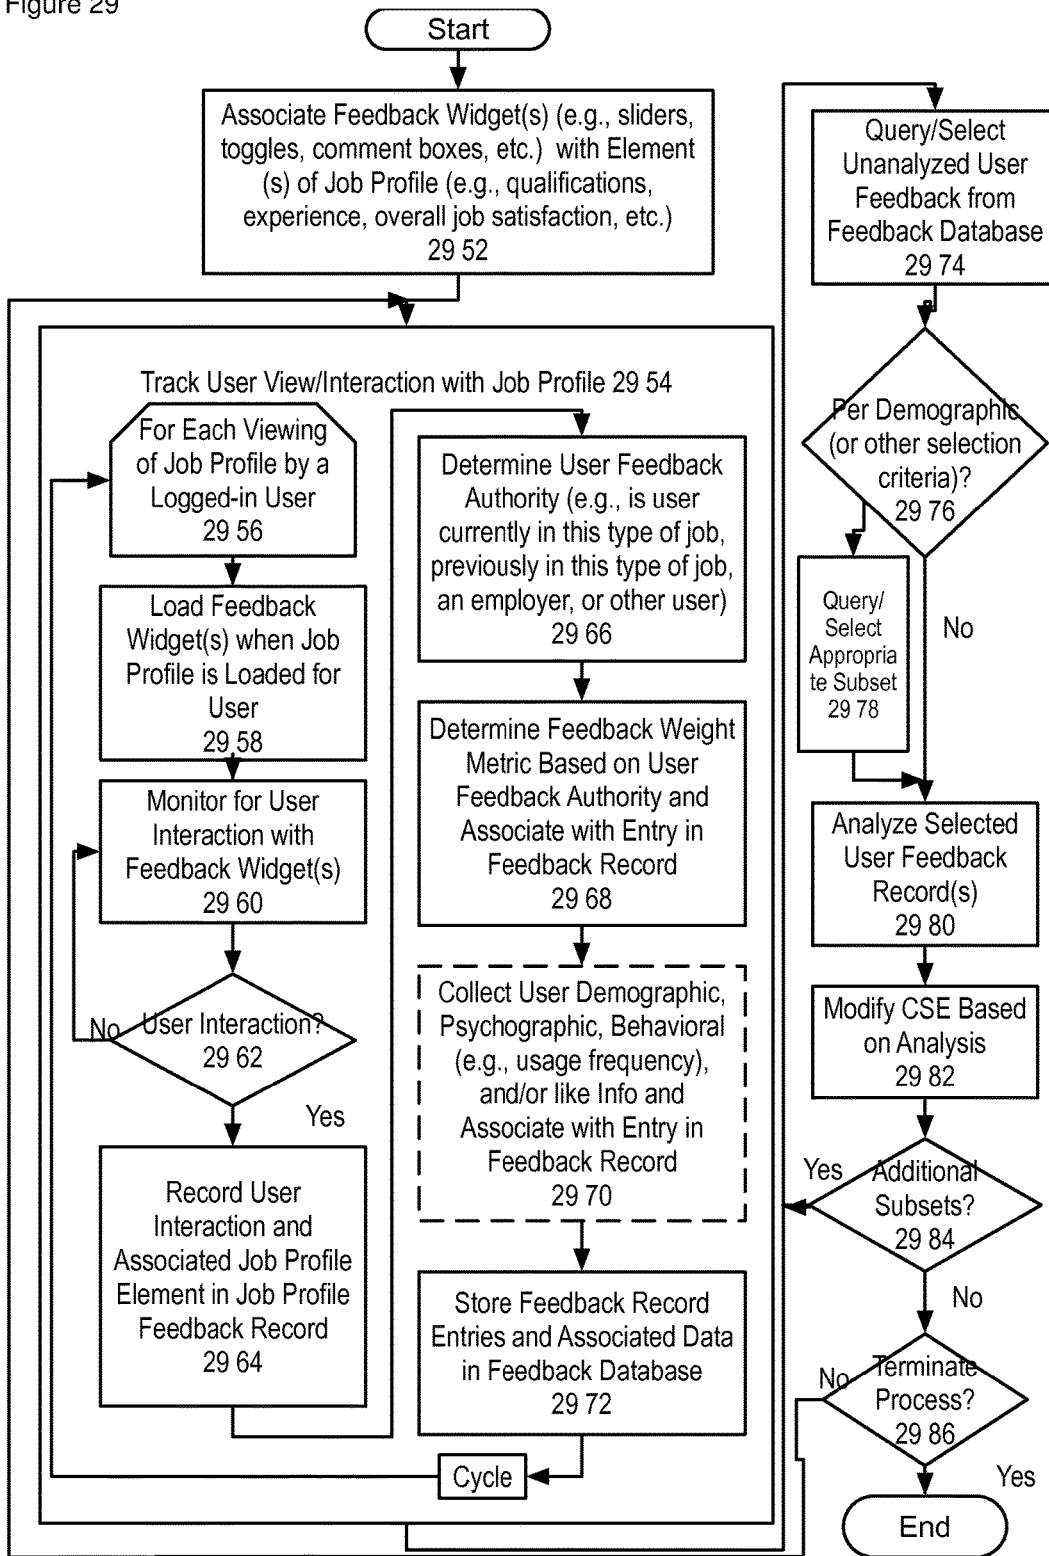 Figure 29
Start
Associate Feedback Widget(s) (e.g., sliders,
toggles, comment boxes, etc.) with Element
(s) of Job Profile (e.g., qualifications,
experience, overall job satisfaction, etc.)
29 52
Track User View/Interaction with Job Profile 29 54
For Each Viewing
of Job Profile by a
Logged-in User
29 56
Load Feedback
Widget(s) when Job
Profile is Loaded for
User
29 58
Monitor for User
Interaction with
Feedback Widget(s)
29 60
No
User Interaction?
29 62
Yes
Record User
Interaction and
Associated Job Profile
Element in Job Profile
Feedback Record
29 64
Determine User Feedback
Authority (e.g., is user
currently in this type of job,
previously in this type of job,
an employer, or other user)
29 66
Determine Feedback Weight
Metric Based on User
Feedback Authority and
Associate with Entry in
Feedback Record
29 68
Collect User Demographic,
Psychographic, Behavioral
(e.g., usage frequency),
and/or like Info and
Associate with Entry in
Feedback Record
29 70
Store Feedback Record
Entries and Associated Data
in Feedback Database
29 72
Cycle
Query/Select
Unanalyzed User
Feedback from
Feedback Database
29 74
Per Demographic
(or other selection
criteria)?
29 76
Query/
Select
Appropria
te Subset
29 78
No
Analyze Selected
User Feedback
Record(s)
29 80
Modify CSE Based
on Analysis
29 82
Yes
Additional
Subsets?
29 84
No
No
Terminate
Process?
29 86
Yes
End